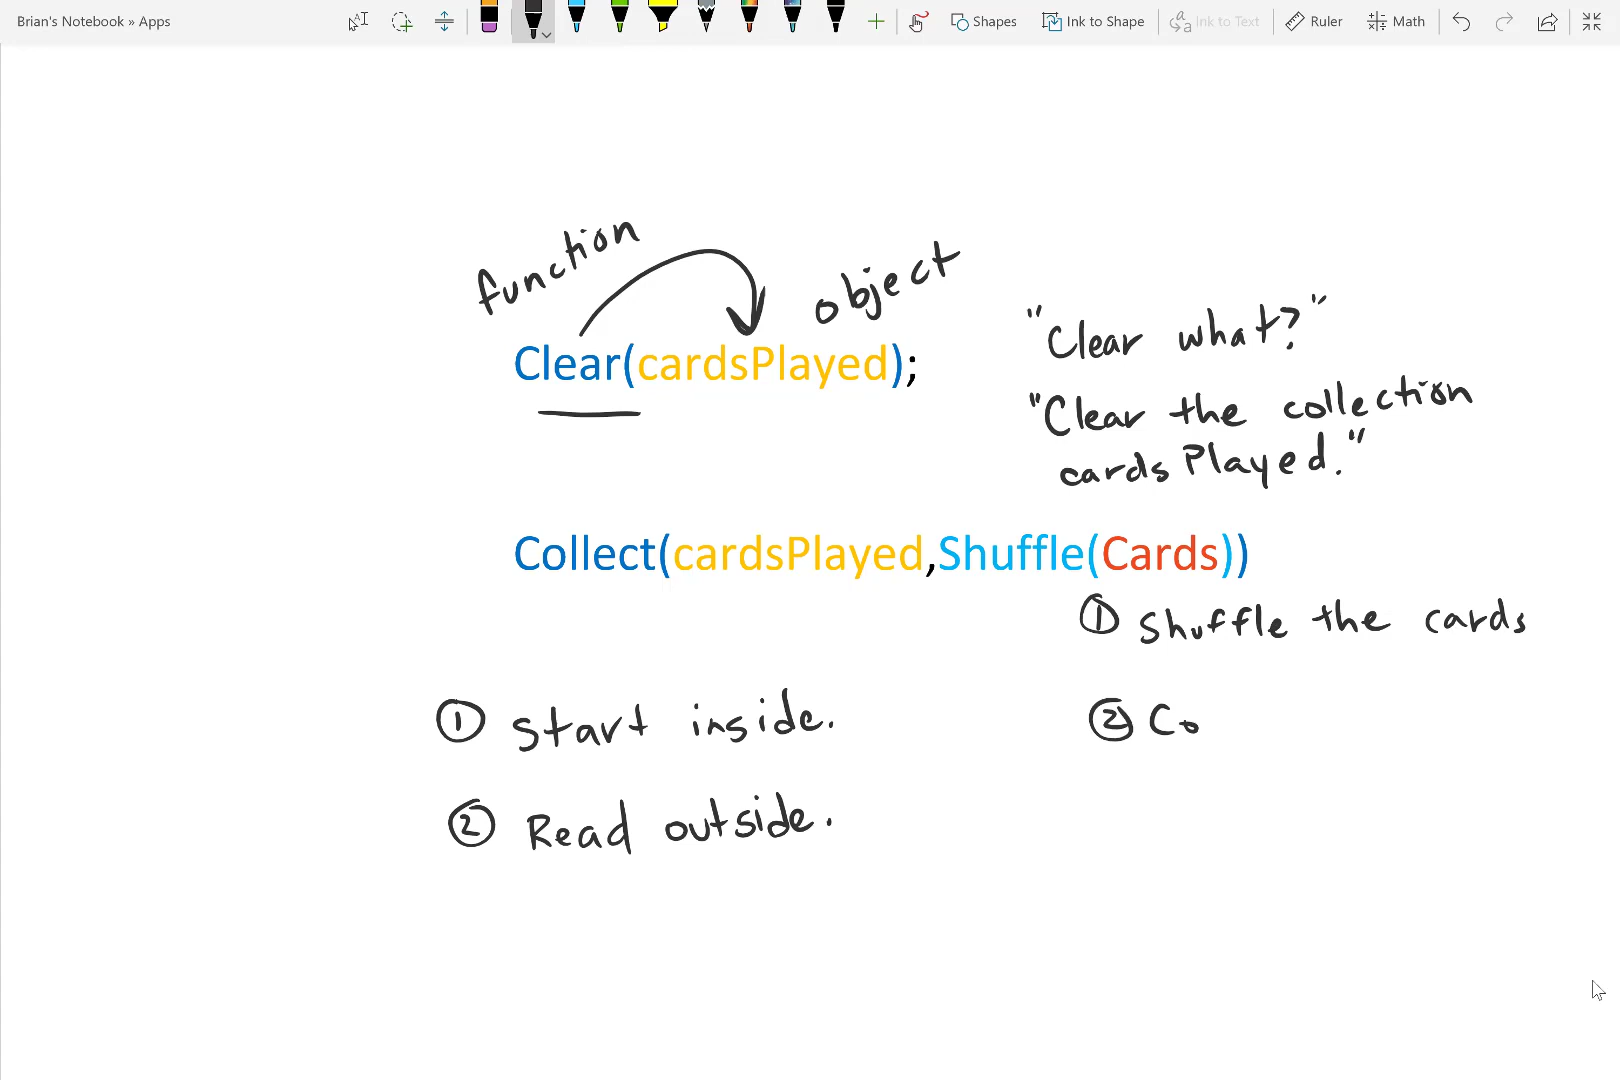 Brian's Notebook » Apps
Shapes
Ink to Shape
Ink to Text
Ruler
Math
function
object
Clear(cardsPlayed);
"Clear what?"
"Clear the collection
cardsPlayed."
Collect(cardsPlayed,Shuffle(Cards))
① Shuffle the cards
① Start inside.
② Co
② Read outside.